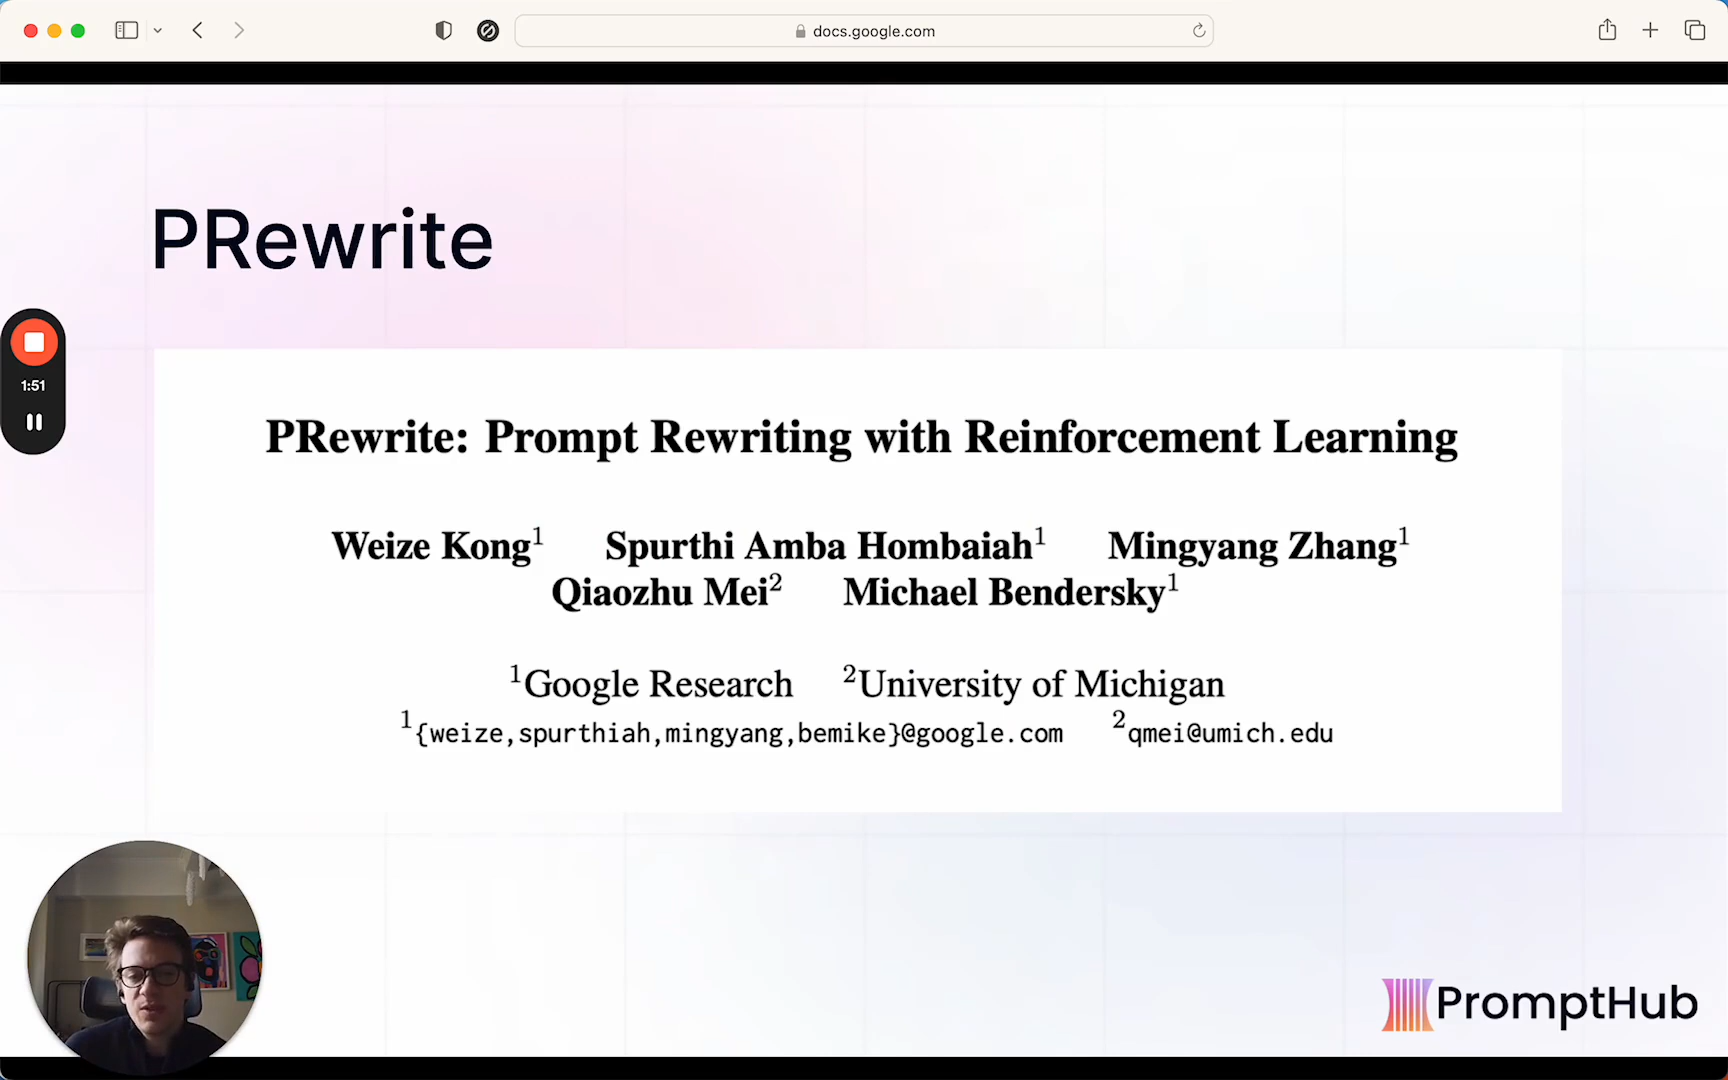 docs.google.com
PRewrite
1:51
PRewrite: Prompt Rewriting with Reinforcement Learning
Weize Kong1 Spurthi Amba Hombaiah1 Mingyang Zhang1
Qiaozhu Mei2 Michael Bendersky1
1Google Research 2University of Michigan
1{weize,spurthiah,mingyang,bemike}@google.com 2qmei@umich.edu
PromptHub